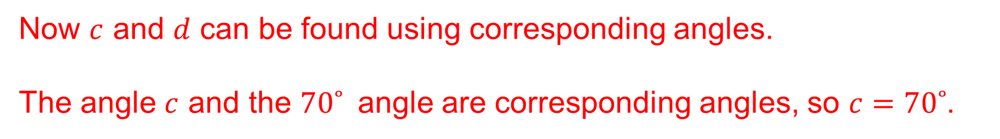 Now c and d can be found using corresponding angles.
The angle c and the 70° angle are corresponding angles, so c = 70°.